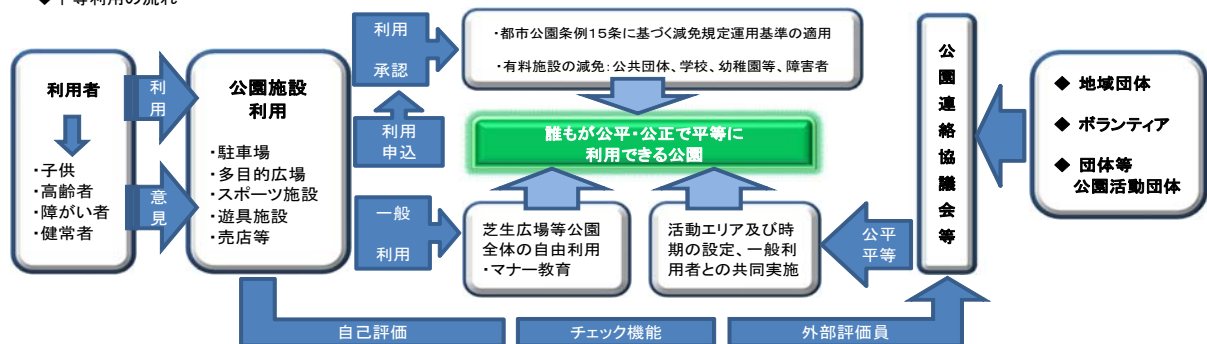 ◆平等利用の流れ
利用者
・子供
・高齢者
・障がい者
・健常者
利
用
意
見
公園施設
利用
・駐車場
・多目的広場
・スポーツ施設
・遊具施設
・売店等
利用
承認
利用
申込
一般
利用
・都市公園条例15条に基づく減免規定運用基準の適用
・有料施設の減免：公共団体、学校、幼稚園等、障害者
誰もが公平・公正で平等に
利用できる公園
芝生広場等公園
全体の自由利用
・マナー教育
活動エリア及び時
期の設定、一般利
用者との共同実施
公平
平等
公
園
連
絡
協
議
会
等
◆ 地域団体
◆ ボランティア
◆ 団体等
公園活動団体
自己評価
チェック機能
外部評価員